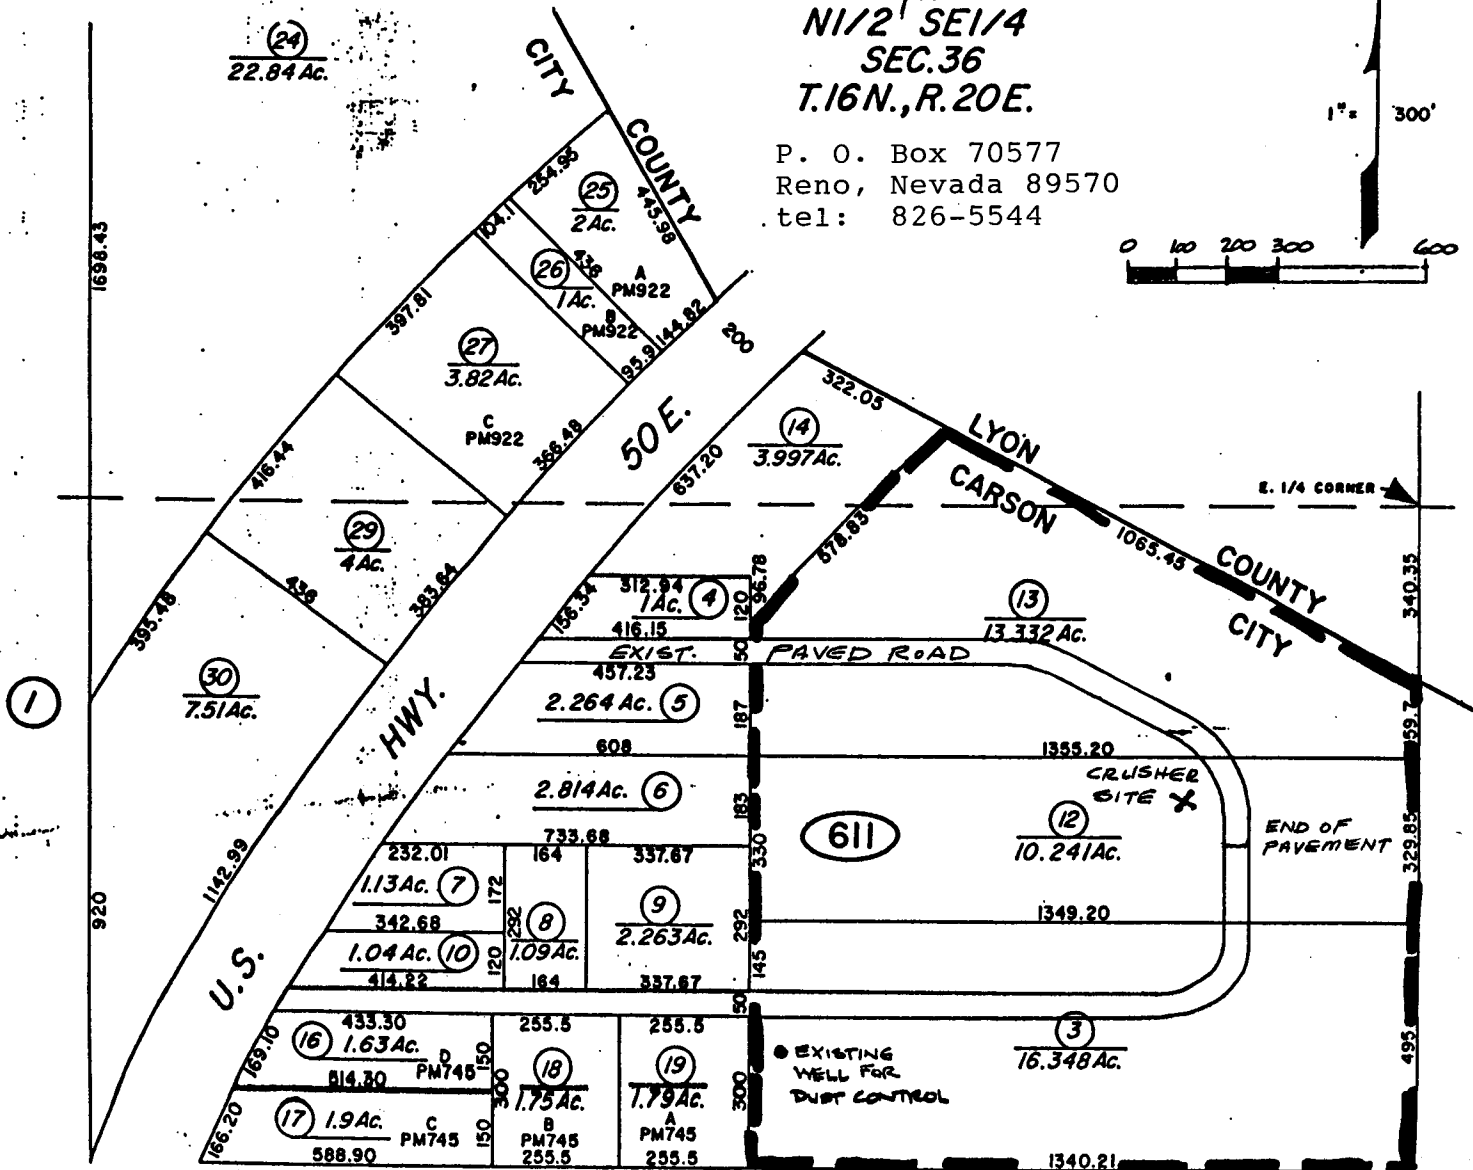 N1/2 SE1/4
SEC.36
T.16N.,R.20E.
P. O. Box 70577
Reno, Nevada 89570
tel: 826-5544
1"= 300'
0 100 200 300 600
24
22.84 Ac.
CITY
COUNTY
1698.43
254.95
25
2 Ac.
445.98
104.1
26
1 Ac.
436
A
PM922
B
PM922
144.82
95.9
200
397.81
27
3.82 Ac.
C
PM922
366.48
50 E.
322.05
14
3.997 Ac.
637.20
LYON
CARSON
E. 1/4 CORNER
416.44
29
4 Ac.
578.83
1065.45
COUNTY
CITY
340.35
436
383.64
395.48
96.78
312.94
1 Ac. 4
120
156.34
416.15
13
13.332 Ac.
EXIST. 50 PAVED ROAD
1
30
7.51 Ac.
457.23
2.264 Ac. 5
187
59.7
HWY.
608
1355.20
CRUSHER
SITE X
2.814 Ac. 6
183
611
12
10.241 Ac.
END OF
PAVEMENT
329.85
733.68
330
232.01
164
337.67
1142.99
1.13 Ac. 7
172
920
292
8
1.09 Ac.
9
2.263 Ac.
292
1349.20
342.68
1.04 Ac. 10
120
145
414.22
164
337.67
U.S.
50
433.30
255.5
255.5
169.10
16
1.63 Ac.
D
PM745
150
514.30
300
18
1.75 Ac.
B
PM745
255.5
19
1.79 Ac.
A
PM745
255.5
300
EXISTING
WELL FOR
DUST CONTROL
3
16.348 Ac.
495
166.20
17
1.9 Ac.
C
PM745
150
588.90
1340.21